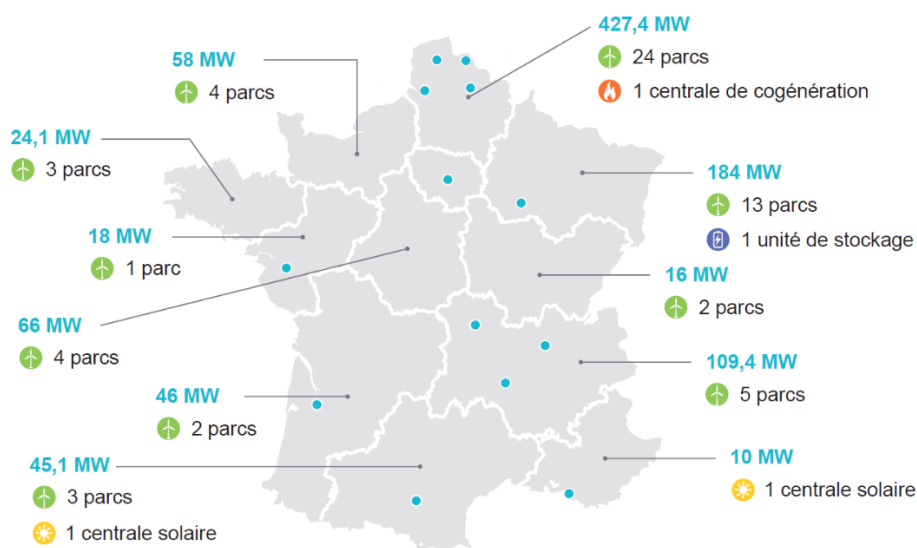 427,4 MW
24 parcs
1 centrale de cogénération
58 MW
4 parcs
24,1 MW
3 parcs
184 MW
13 parcs
1 unité de stockage
18 MW
1 parc
16 MW
2 parcs
66 MW
4 parcs
109,4 MW
5 parcs
46 MW
2 parcs
45,1 MW
3 parcs
1 centrale solaire
10 MW
1 centrale solaire